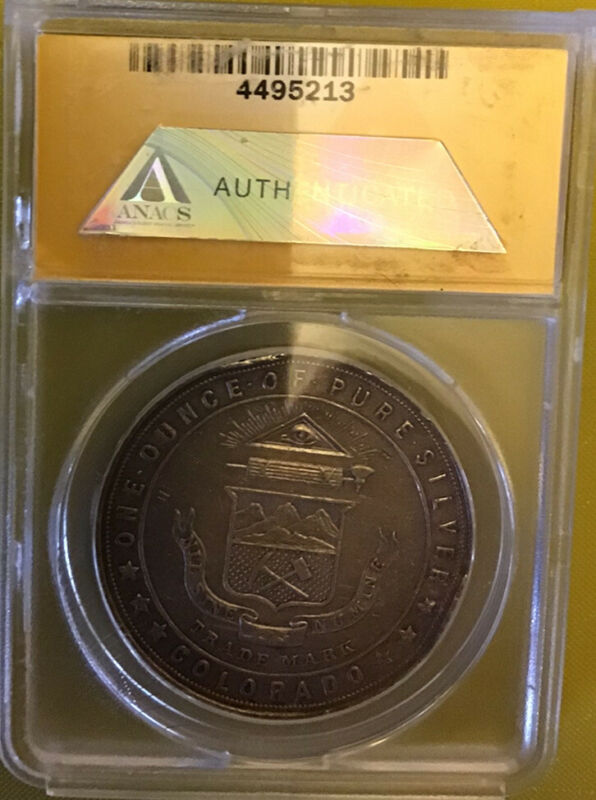 4495213
AUTHENTICATED
ANACS
ONE·OUNCE·OF·PURE·SILVER
NIL SINE NUMINE
TRADE MARK
COLORADO